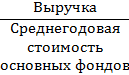 Выручка
Среднегодовая
стоимость
основных фондов